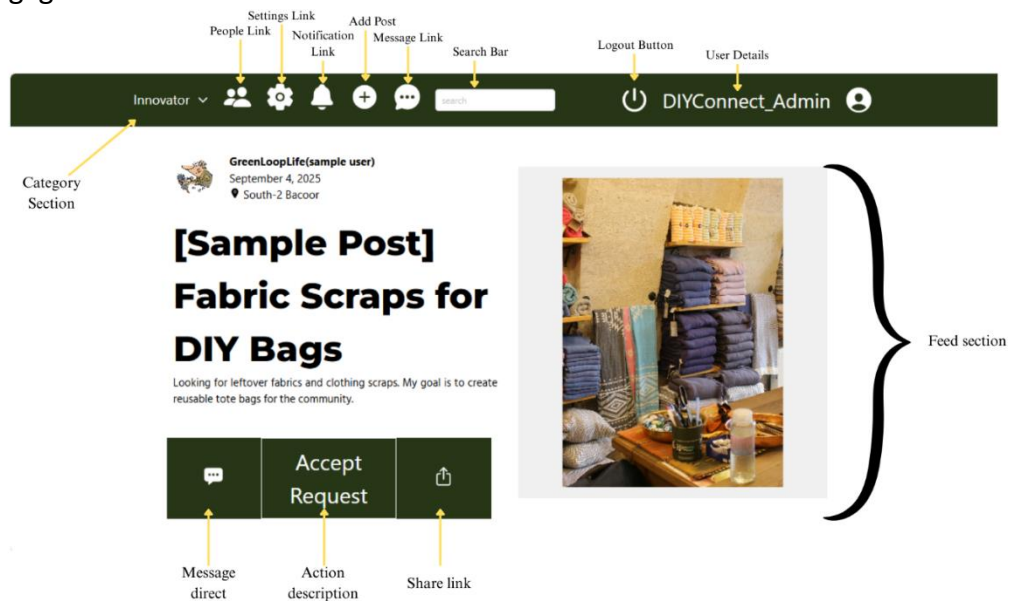 Settings Link
Add Post
People Link
Notification
Link
Message Link
Search Bar
Logout Button
User Details
Innovator
search
DIYConnect_Admin
Category
Section
GreenLoopLife(sample user)
September 4, 2025
South-2 Bacoor
[Sample Post]
Fabric Scraps for
DIY Bags
Looking for leftover fabrics and clothing scraps. My goal is to create
reusable tote bags for the community.
Feed section
Accept
Request
Message
direct
Action
description
Share link